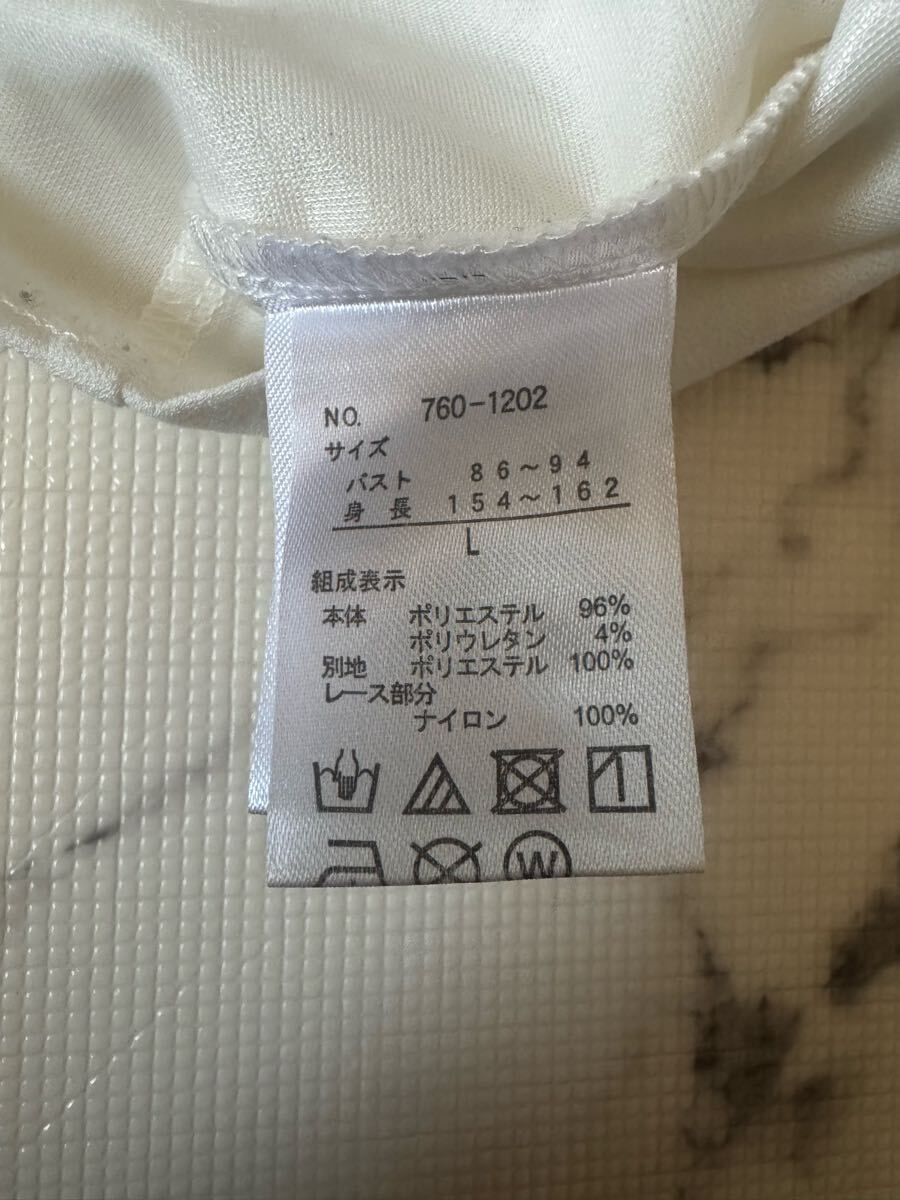 NO. 760-1202
サイズ
バスト 86～94
身長 154～162
L
組成表示
本体 ポリエステル 96%
ポリウレタン 4%
別地 ポリエステル 100%
レース部分
ナイロン 100%
W